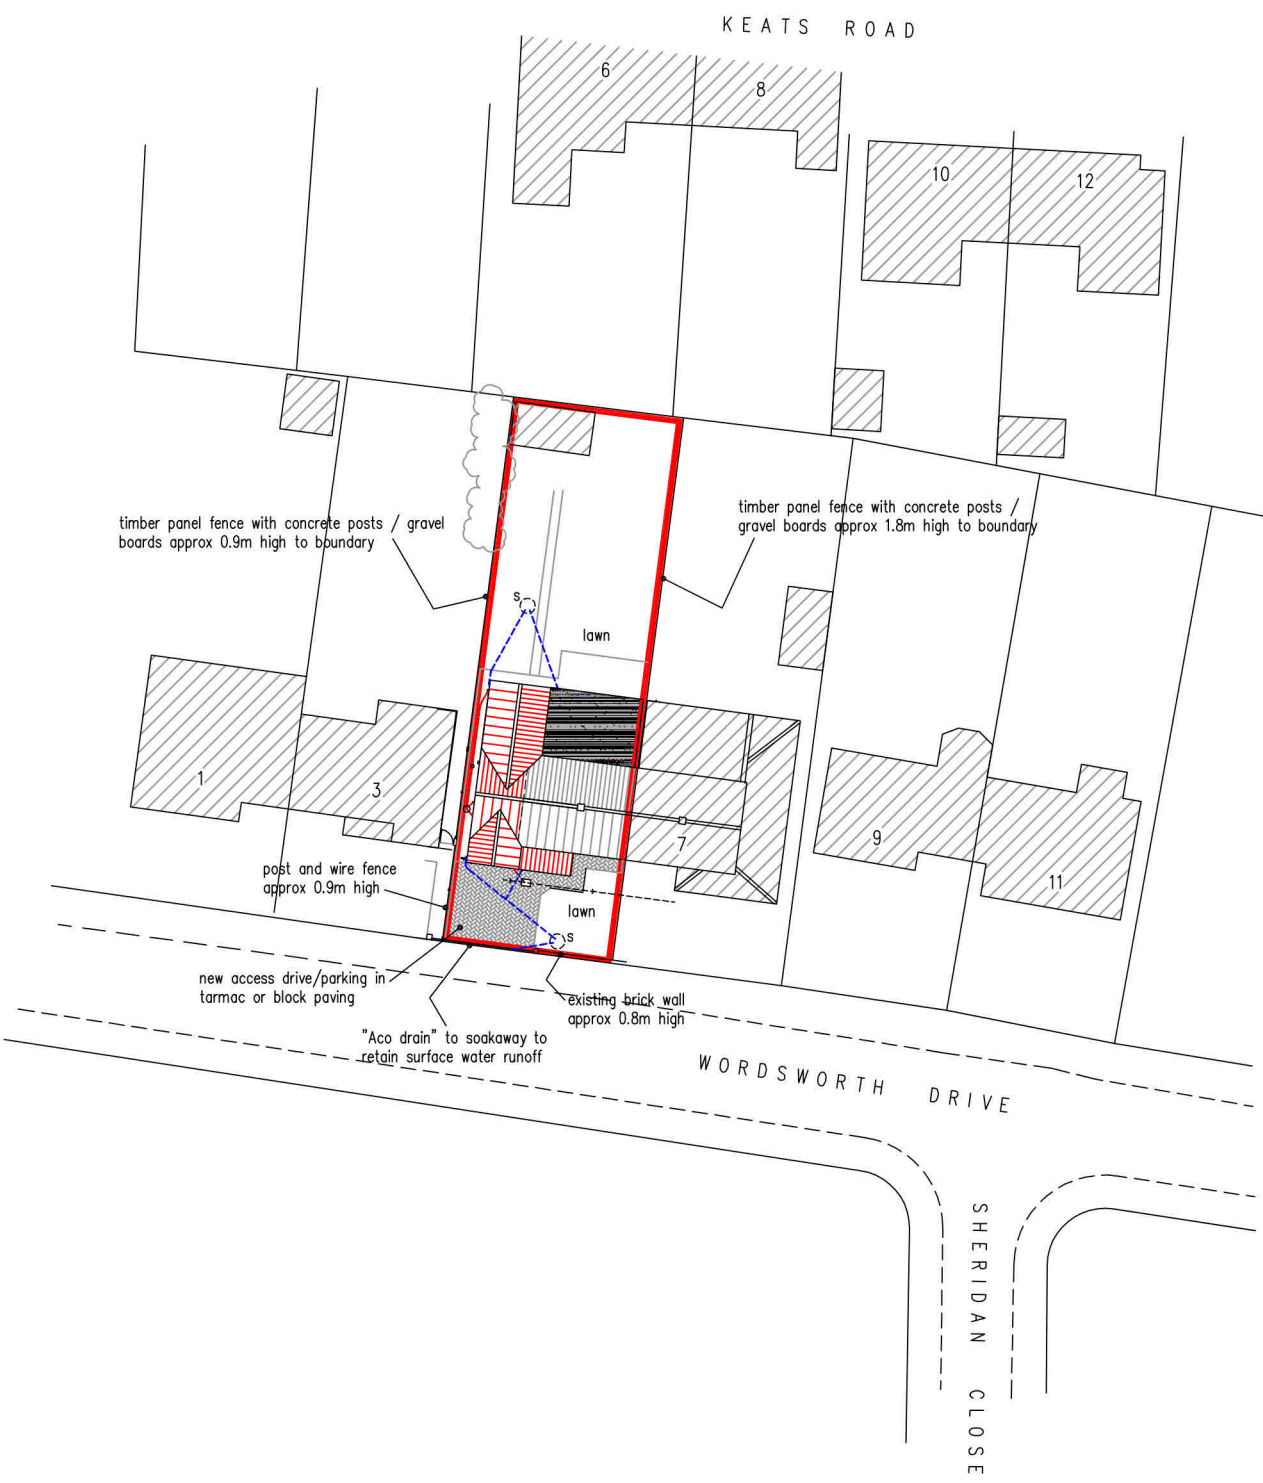 KEATS ROAD
6
8
10
12
timber panel fence with concrete posts / gravel
boards approx 0.9m high to boundary
timber panel fence with concrete posts /
gravel boards approx 1.8m high to boundary
s
lawn
1
3
7
9
11
post and wire fence
approx 0.9m high
lawn
s
new access drive/parking in
tarmac or block paving
existing brick wall
approx 0.8m high
"Aco drain" to soakaway to
retain surface water runoff
WORDSWORTH DRIVE
SHERIDAN CLOSE